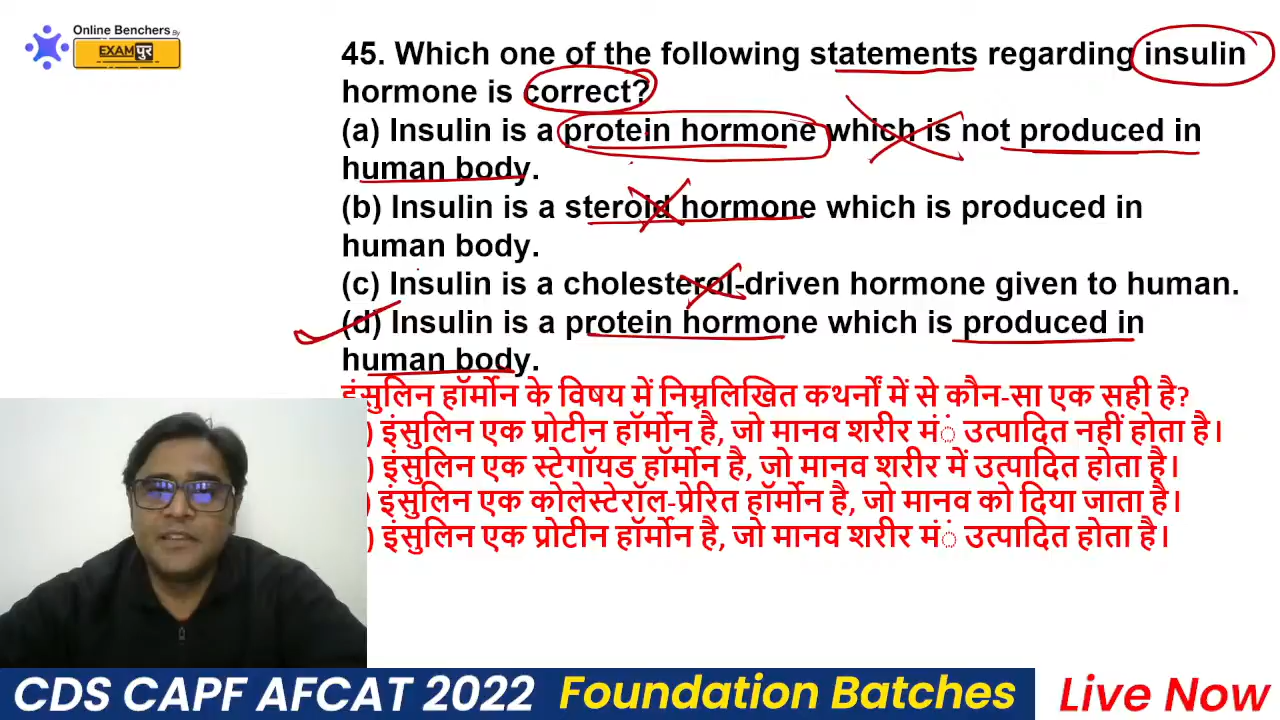 Online Benchers By
EXAMपुर
45. Which one of the following statements regarding insulin
hormone is correct?
(a) Insulin is a protein hormone which is not produced in
human body.
(b) Insulin is a steroid hormone which is produced in
human body.
(c) Insulin is a cholesterol-driven hormone given to human.
(d) Insulin is a protein hormone which is produced in
human body.
इंसुलिन हॉर्मोन के विषय में निम्नलिखित कथनों में से कौन-सा एक सही है?
) इंसुलिन एक प्रोटीन हॉर्मोन है, जो मानव शरीर मंे उत्पादित नहीं होता है।
) इंसुलिन एक स्टेगॉयड हॉर्मोन है, जो मानव शरीर में उत्पादित होता है।
) इंसुलिन एक कोलेस्टेरॉल-प्रेरित हॉर्मोन है, जो मानव को दिया जाता है।
) इंसुलिन एक प्रोटीन हॉर्मोन है, जो मानव शरीर मंे उत्पादित होता है।
CDS CAPF AFCAT 2022 Foundation Batches Live Now